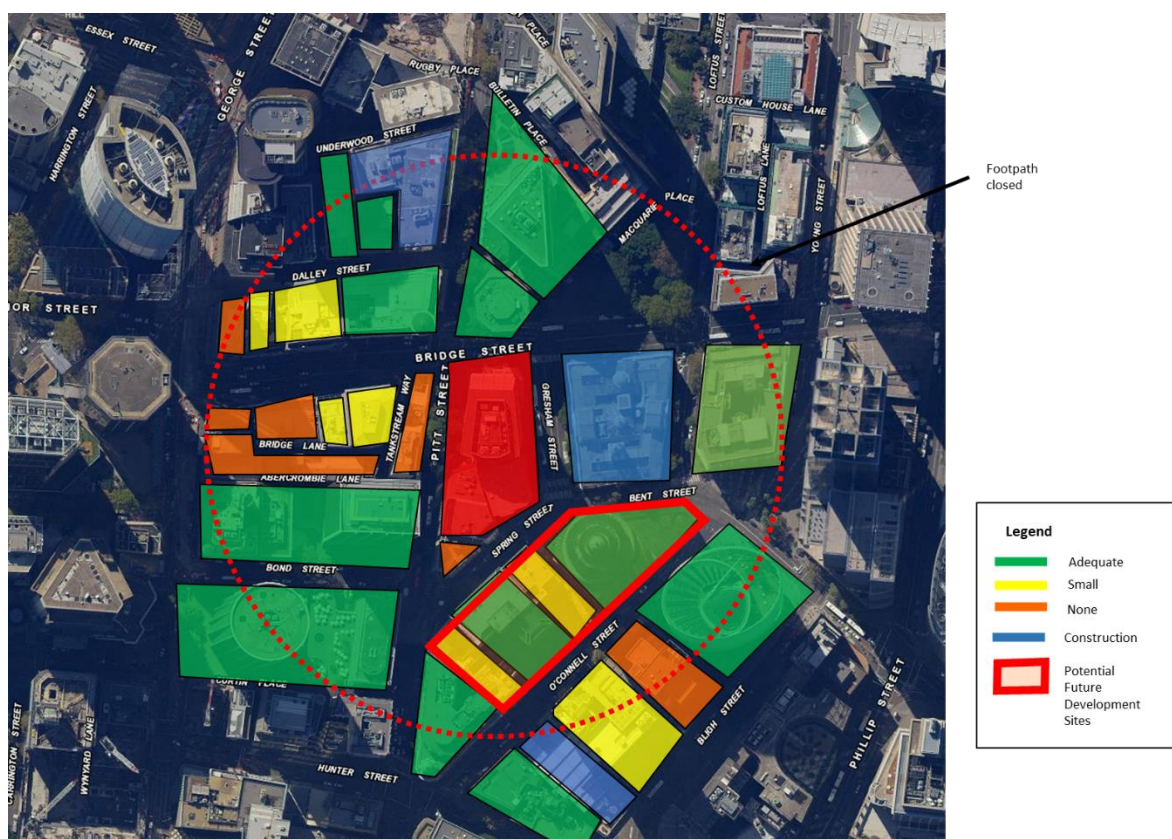 ESSEX STREET
HARRINGTON STREET
GEORGE STREET
RUGBY PLACE
PLACE
BULLETIN PLACE
UNDERWOOD STREET
LOFTUS STREET
CUSTOM HOUSE LANE
LOFTUS LANE
YOUNG STREET
MACQUARIE PLACE
Footpath
closed
DALLEY STREET
STREET
BRIDGE STREET
PITT STREET
TANKSTREAM WAY
GRESHAM STREET
BRIDGE LANE
ABERCROMBIE LANE
BENT STREET
SPRING STREET
BOND STREET
O'CONNELL STREET
CURTIN PLACE
BLIGH STREET
PHILLIP STREET
HUNTER STREET
CARRINGTON STREET
WYNYARD LANE
Legend
Adequate
Small
None
Construction
Potential
Future
Development
Sites